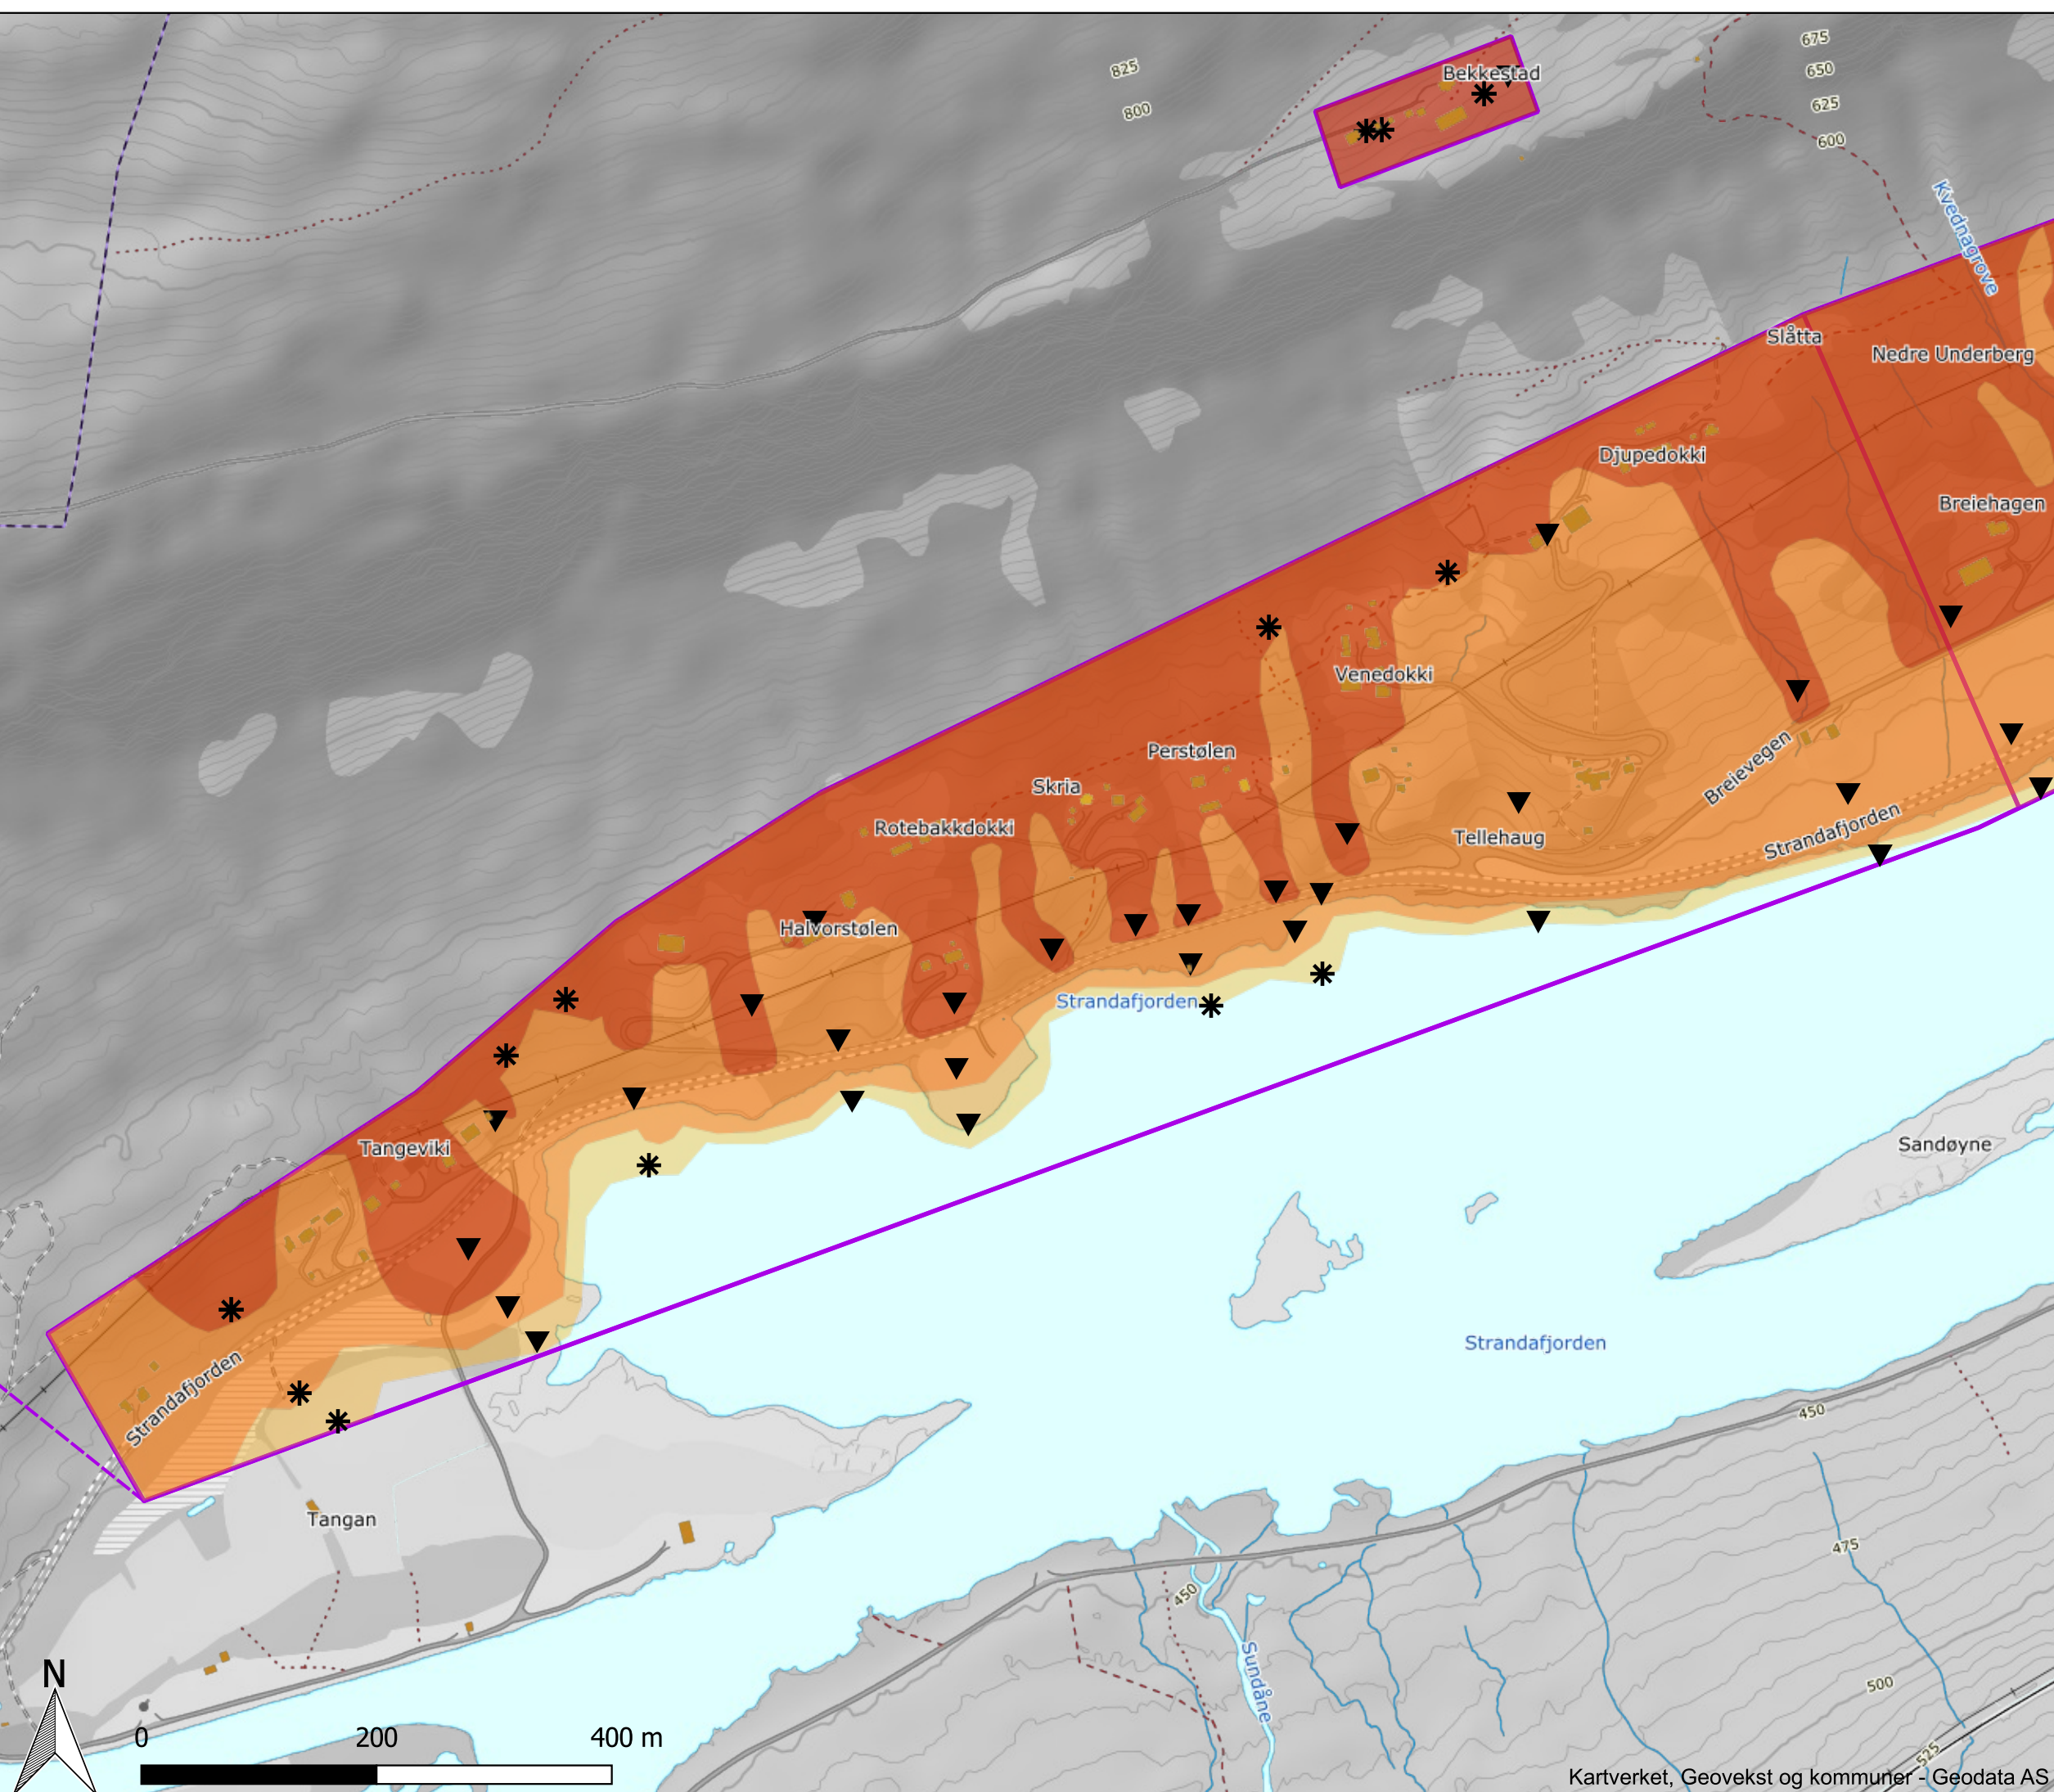 675
825
Bekkestad
650
625
800
600
Kvednagrove
Slåtta
Nedre Underberg
Djupedokki
Breiehagen
Venedokki
Perstølen
Breievegen
Skria
Rotebakkdokki
Tellehaug
Strandafjorden
Halvorstølen
Strandafjorden
Tangeviki
Sandøyne
Strandafjorden
Strandafjorden
450
Tangan
475
450
Sundåne
500
N
0 200 400 m
525
Kartverket, Geovekst og kommuner - Geodata AS